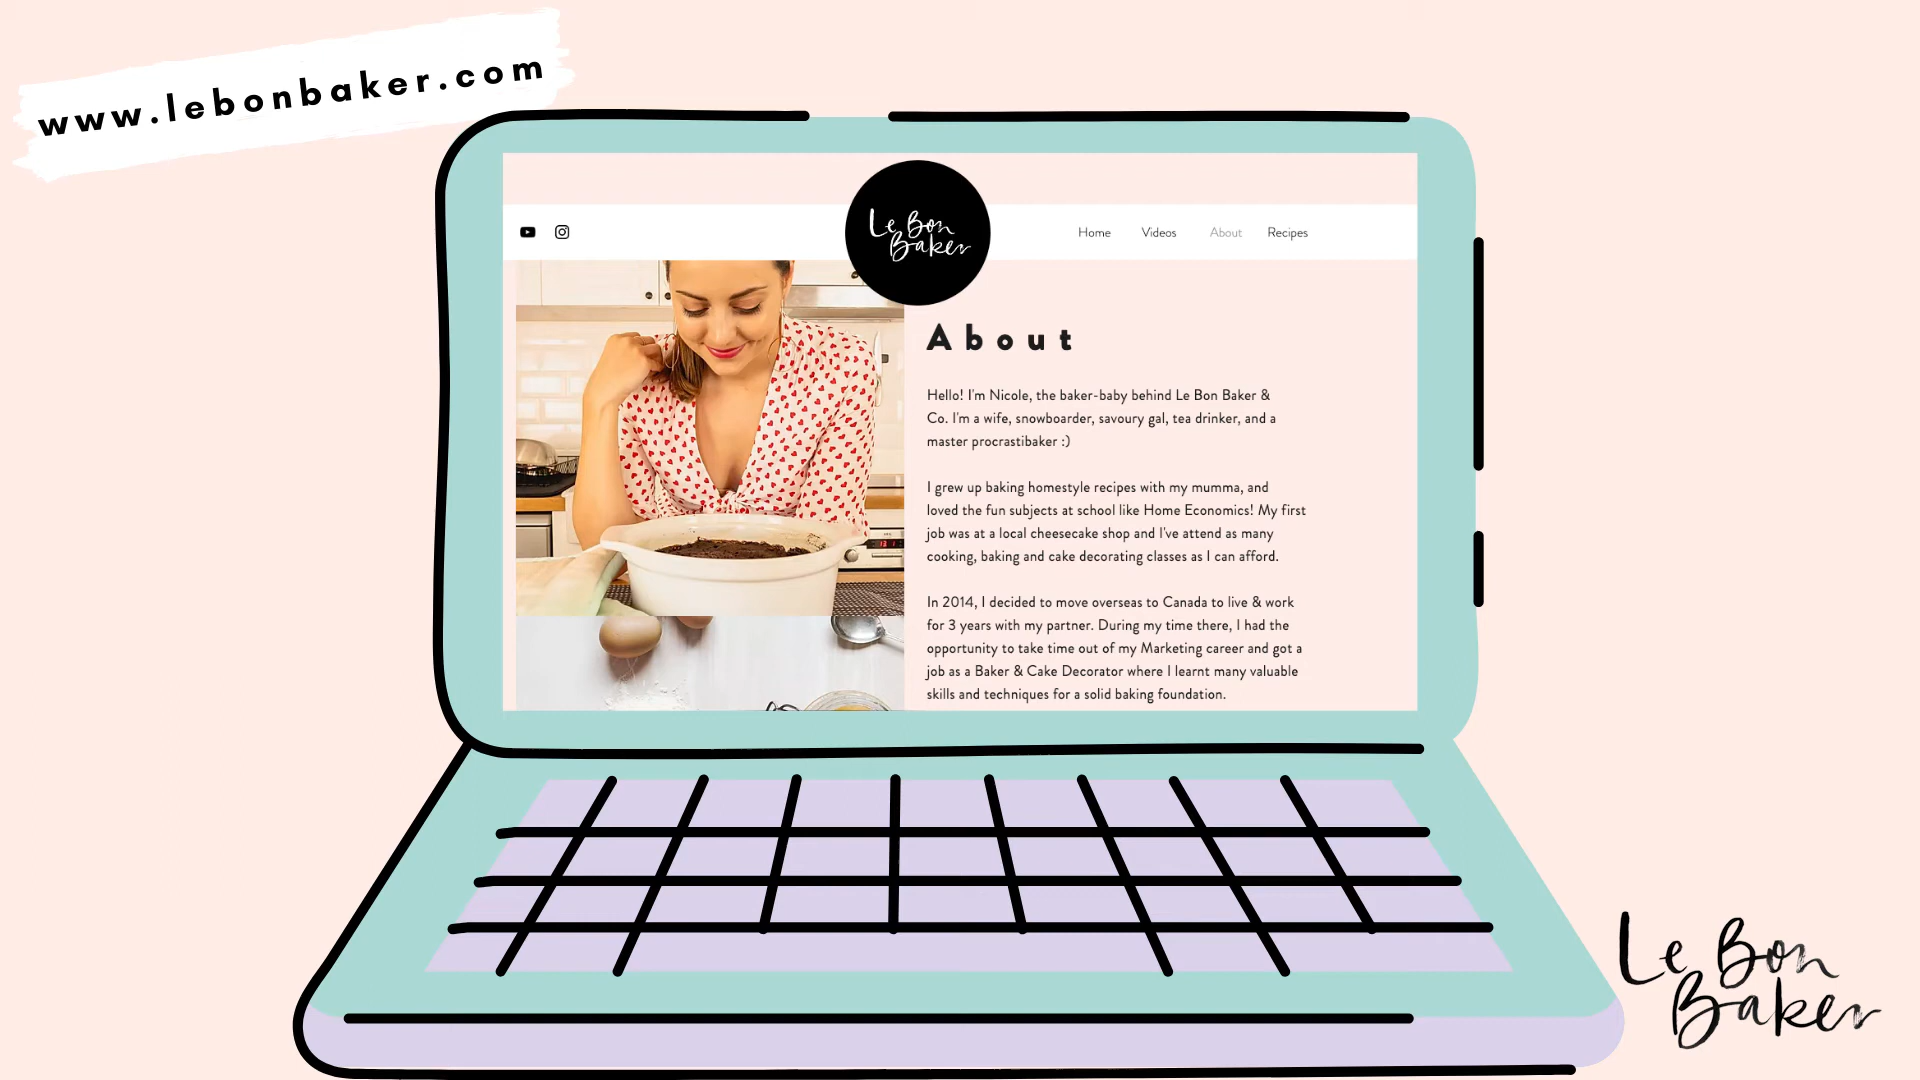 www.lebonbaker.com
Le Bon
Baker
Home Videos About Recipes
About
Hello! I'm Nicole, the baker-baby behind Le Bon Baker &
Co. I'm a wife, snowboarder, savoury gal, tea drinker, and a
master procrastibaker :)
I grew up baking homestyle recipes with my mumma, and
loved the fun subjects at school like Home Economics! My first
job was at a local cheesecake shop and I've attend as many
cooking, baking and cake decorating classes as I can afford.
In 2014, I decided to move overseas to Canada to live & work
for 3 years with my partner. During my time there, I had the
opportunity to take time out of my Marketing career and got a
job as a Baker & Cake Decorator where I learnt many valuable
skills and techniques for a solid baking foundation.
Le Bon
Baker